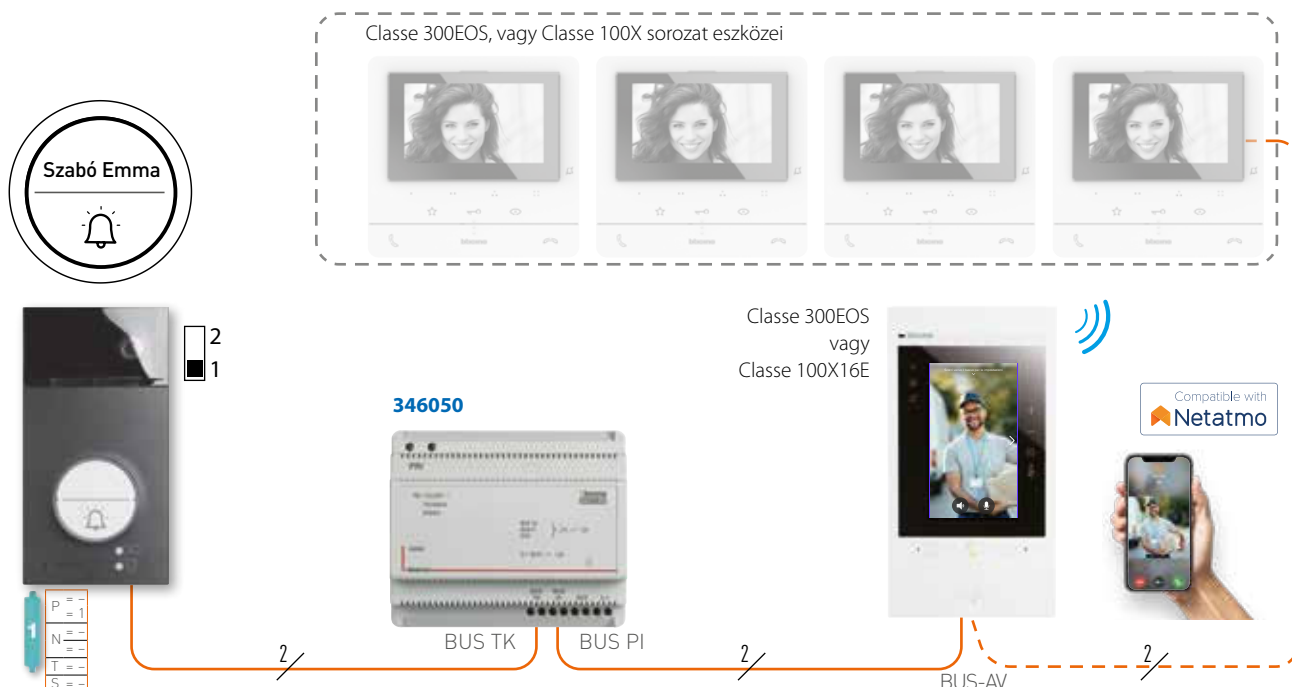 Classe 300EOS, vagy Classe 100X sorozat eszközei
Szabó Emma
2
1
Classe 300EOS
vagy
Classe 100X16E
346050
Compatible with
Netatmo
1
P = –
= 1
N = –
= –
T = –
S = –
BUS TK
BUS PI
2
2
2
BUS-AV